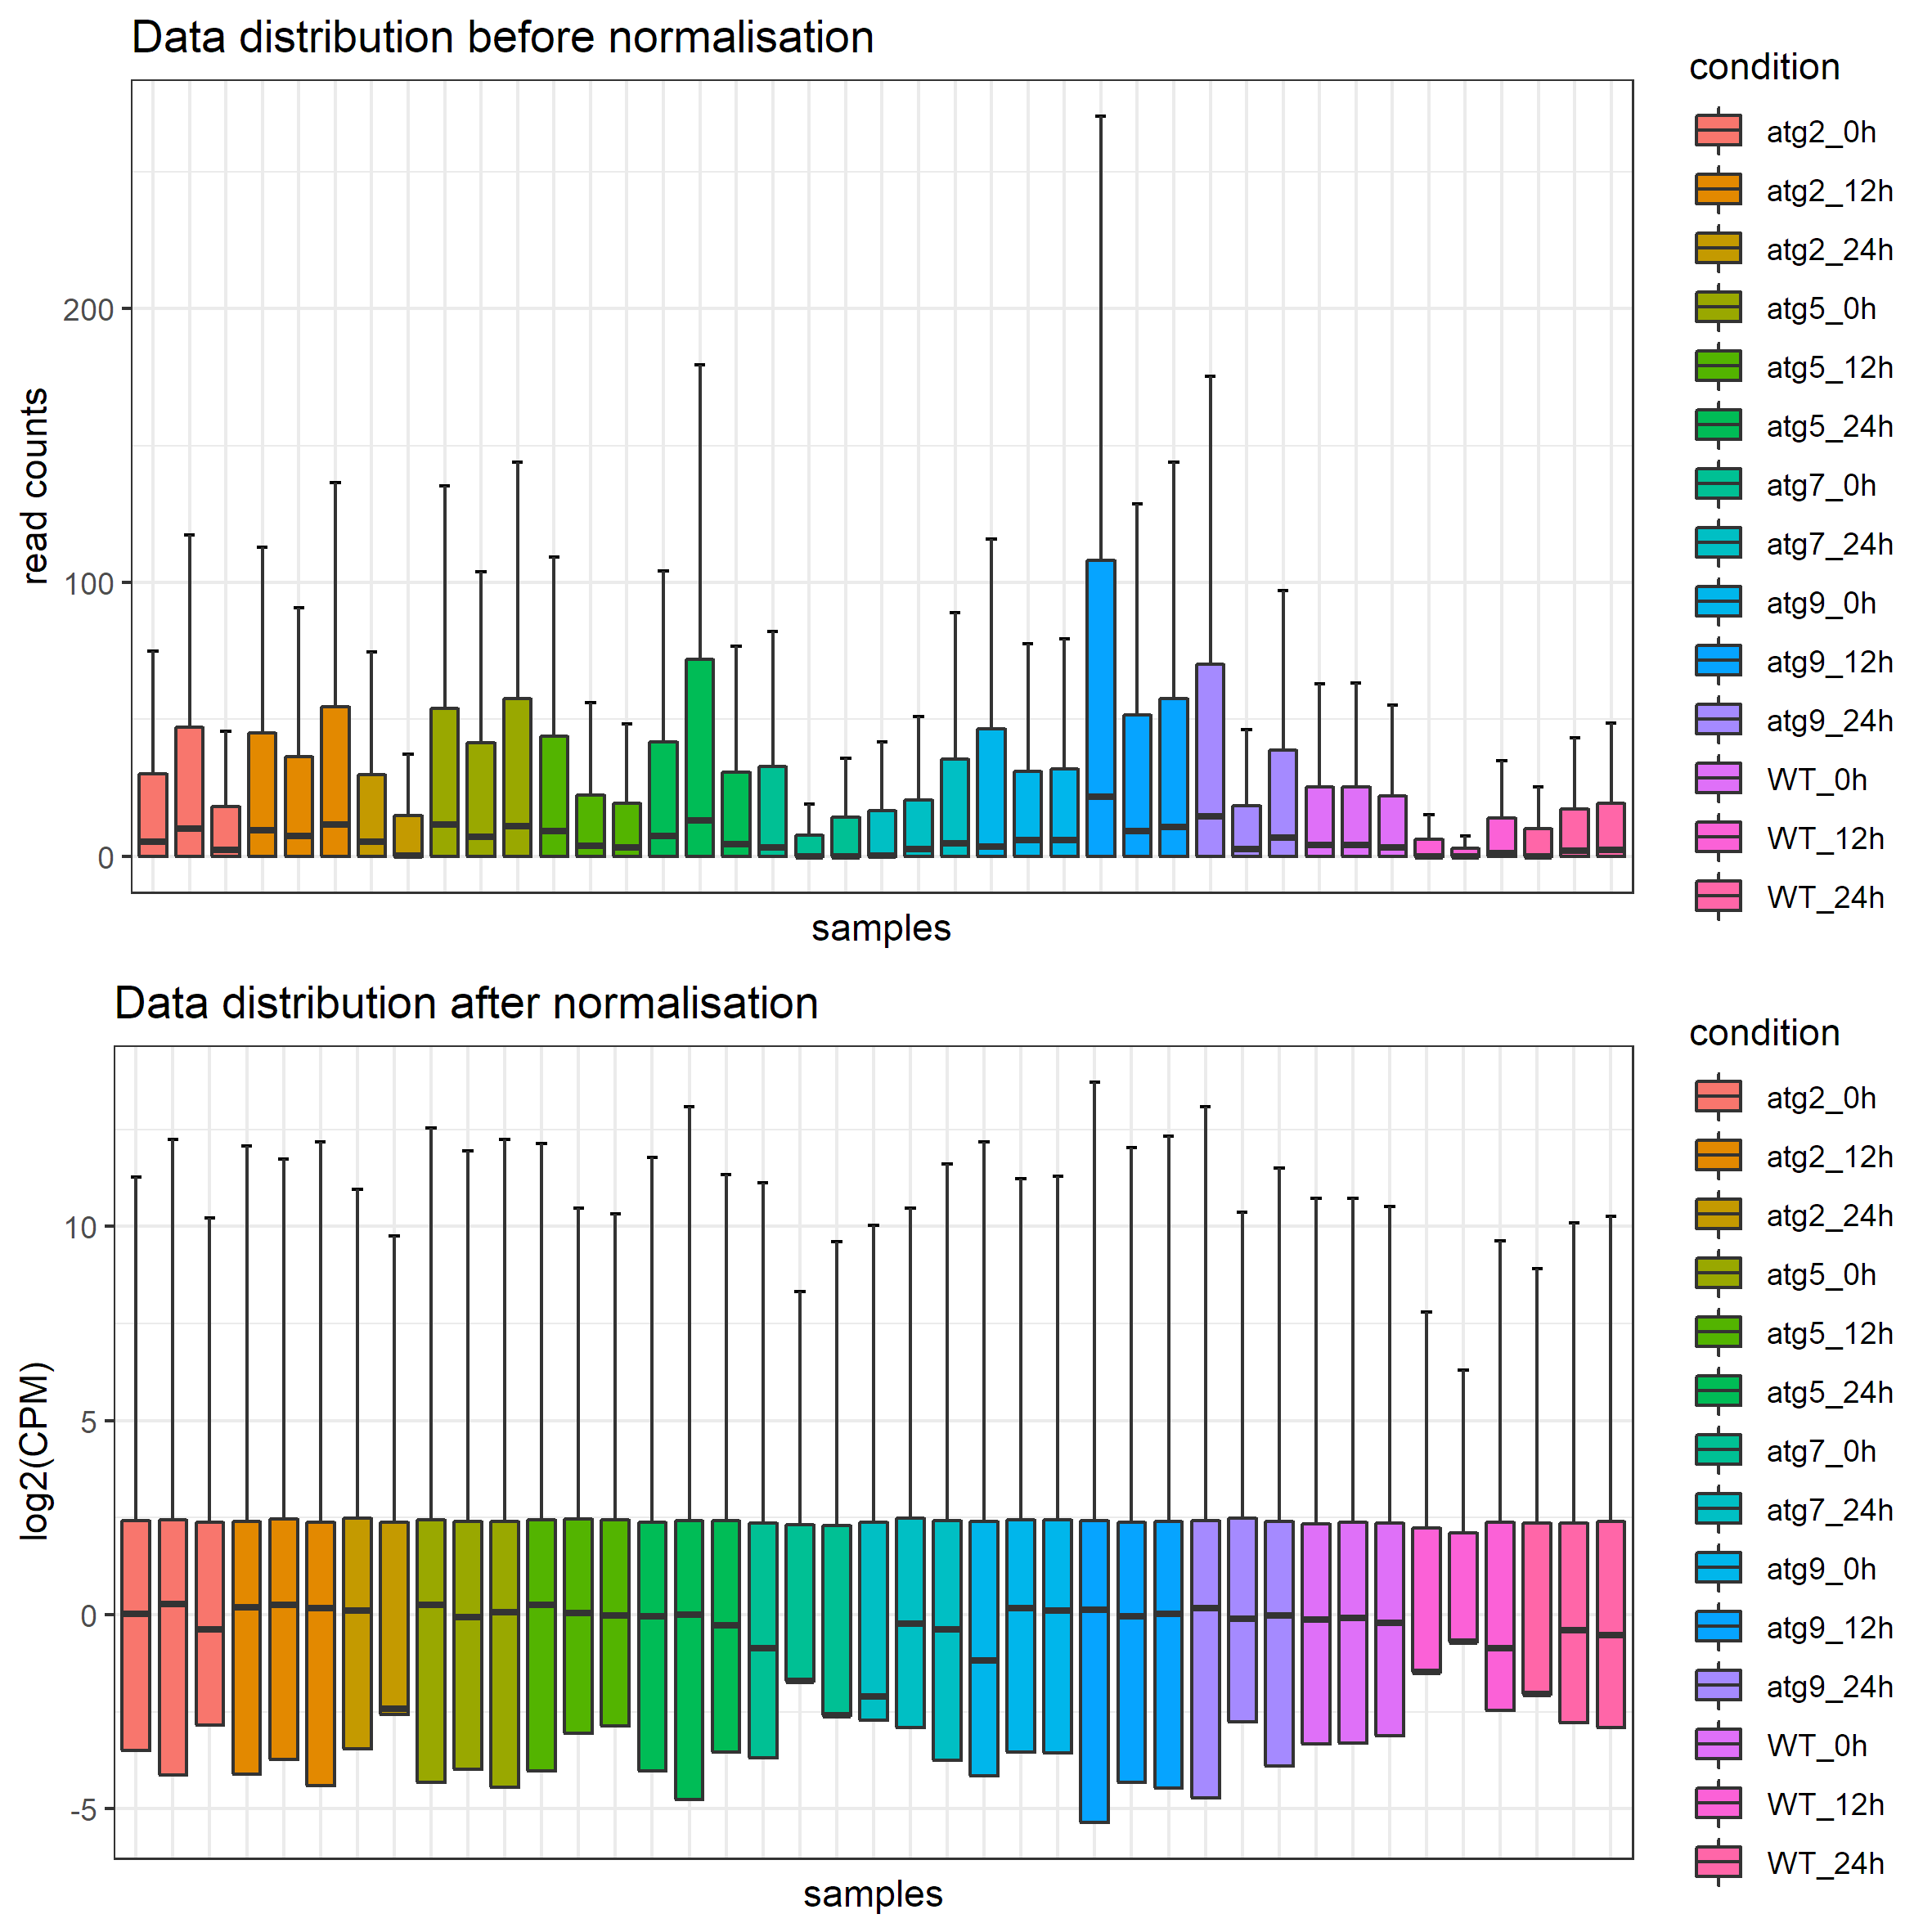 Data distribution before normalisation
read counts
200
100
0
samples
condition
atg2_0h
atg2_12h
atg2_24h
atg5_0h
atg5_12h
atg5_24h
atg7_0h
atg7_24h
atg9_0h
atg9_12h
atg9_24h
WT_0h
WT_12h
WT_24h
Data distribution after normalisation
log2(CPM)
10
5
0
-5
samples
condition
atg2_0h
atg2_12h
atg2_24h
atg5_0h
atg5_12h
atg5_24h
atg7_0h
atg7_24h
atg9_0h
atg9_12h
atg9_24h
WT_0h
WT_12h
WT_24h